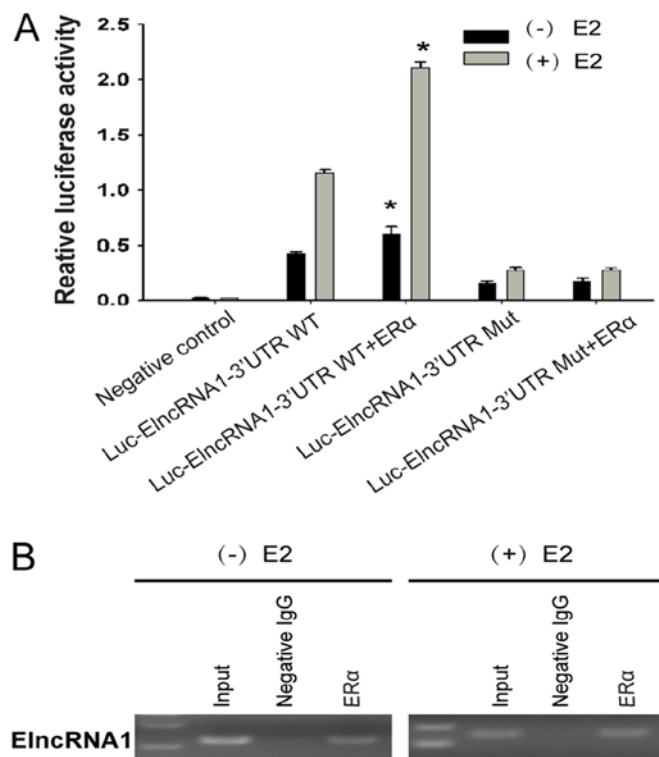 A
Reative luciferase activity
2.5
2.0
1.5
1.0
0.5
0.0
(-) E2
(+) E2
*
*
Negative control
Luc-ElncRNA1-3'UTR WT
Luc-ElncRNA1-3'UTR WT+ERα
Luc-ElncRNA1-3'UTR Mut
Luc-ElncRNA1-3'UTR Mut+ERα
B
(-) E2
(+) E2
Input
Negative IgG
ERα
Input
Negative IgG
ERα
ElncRNA1